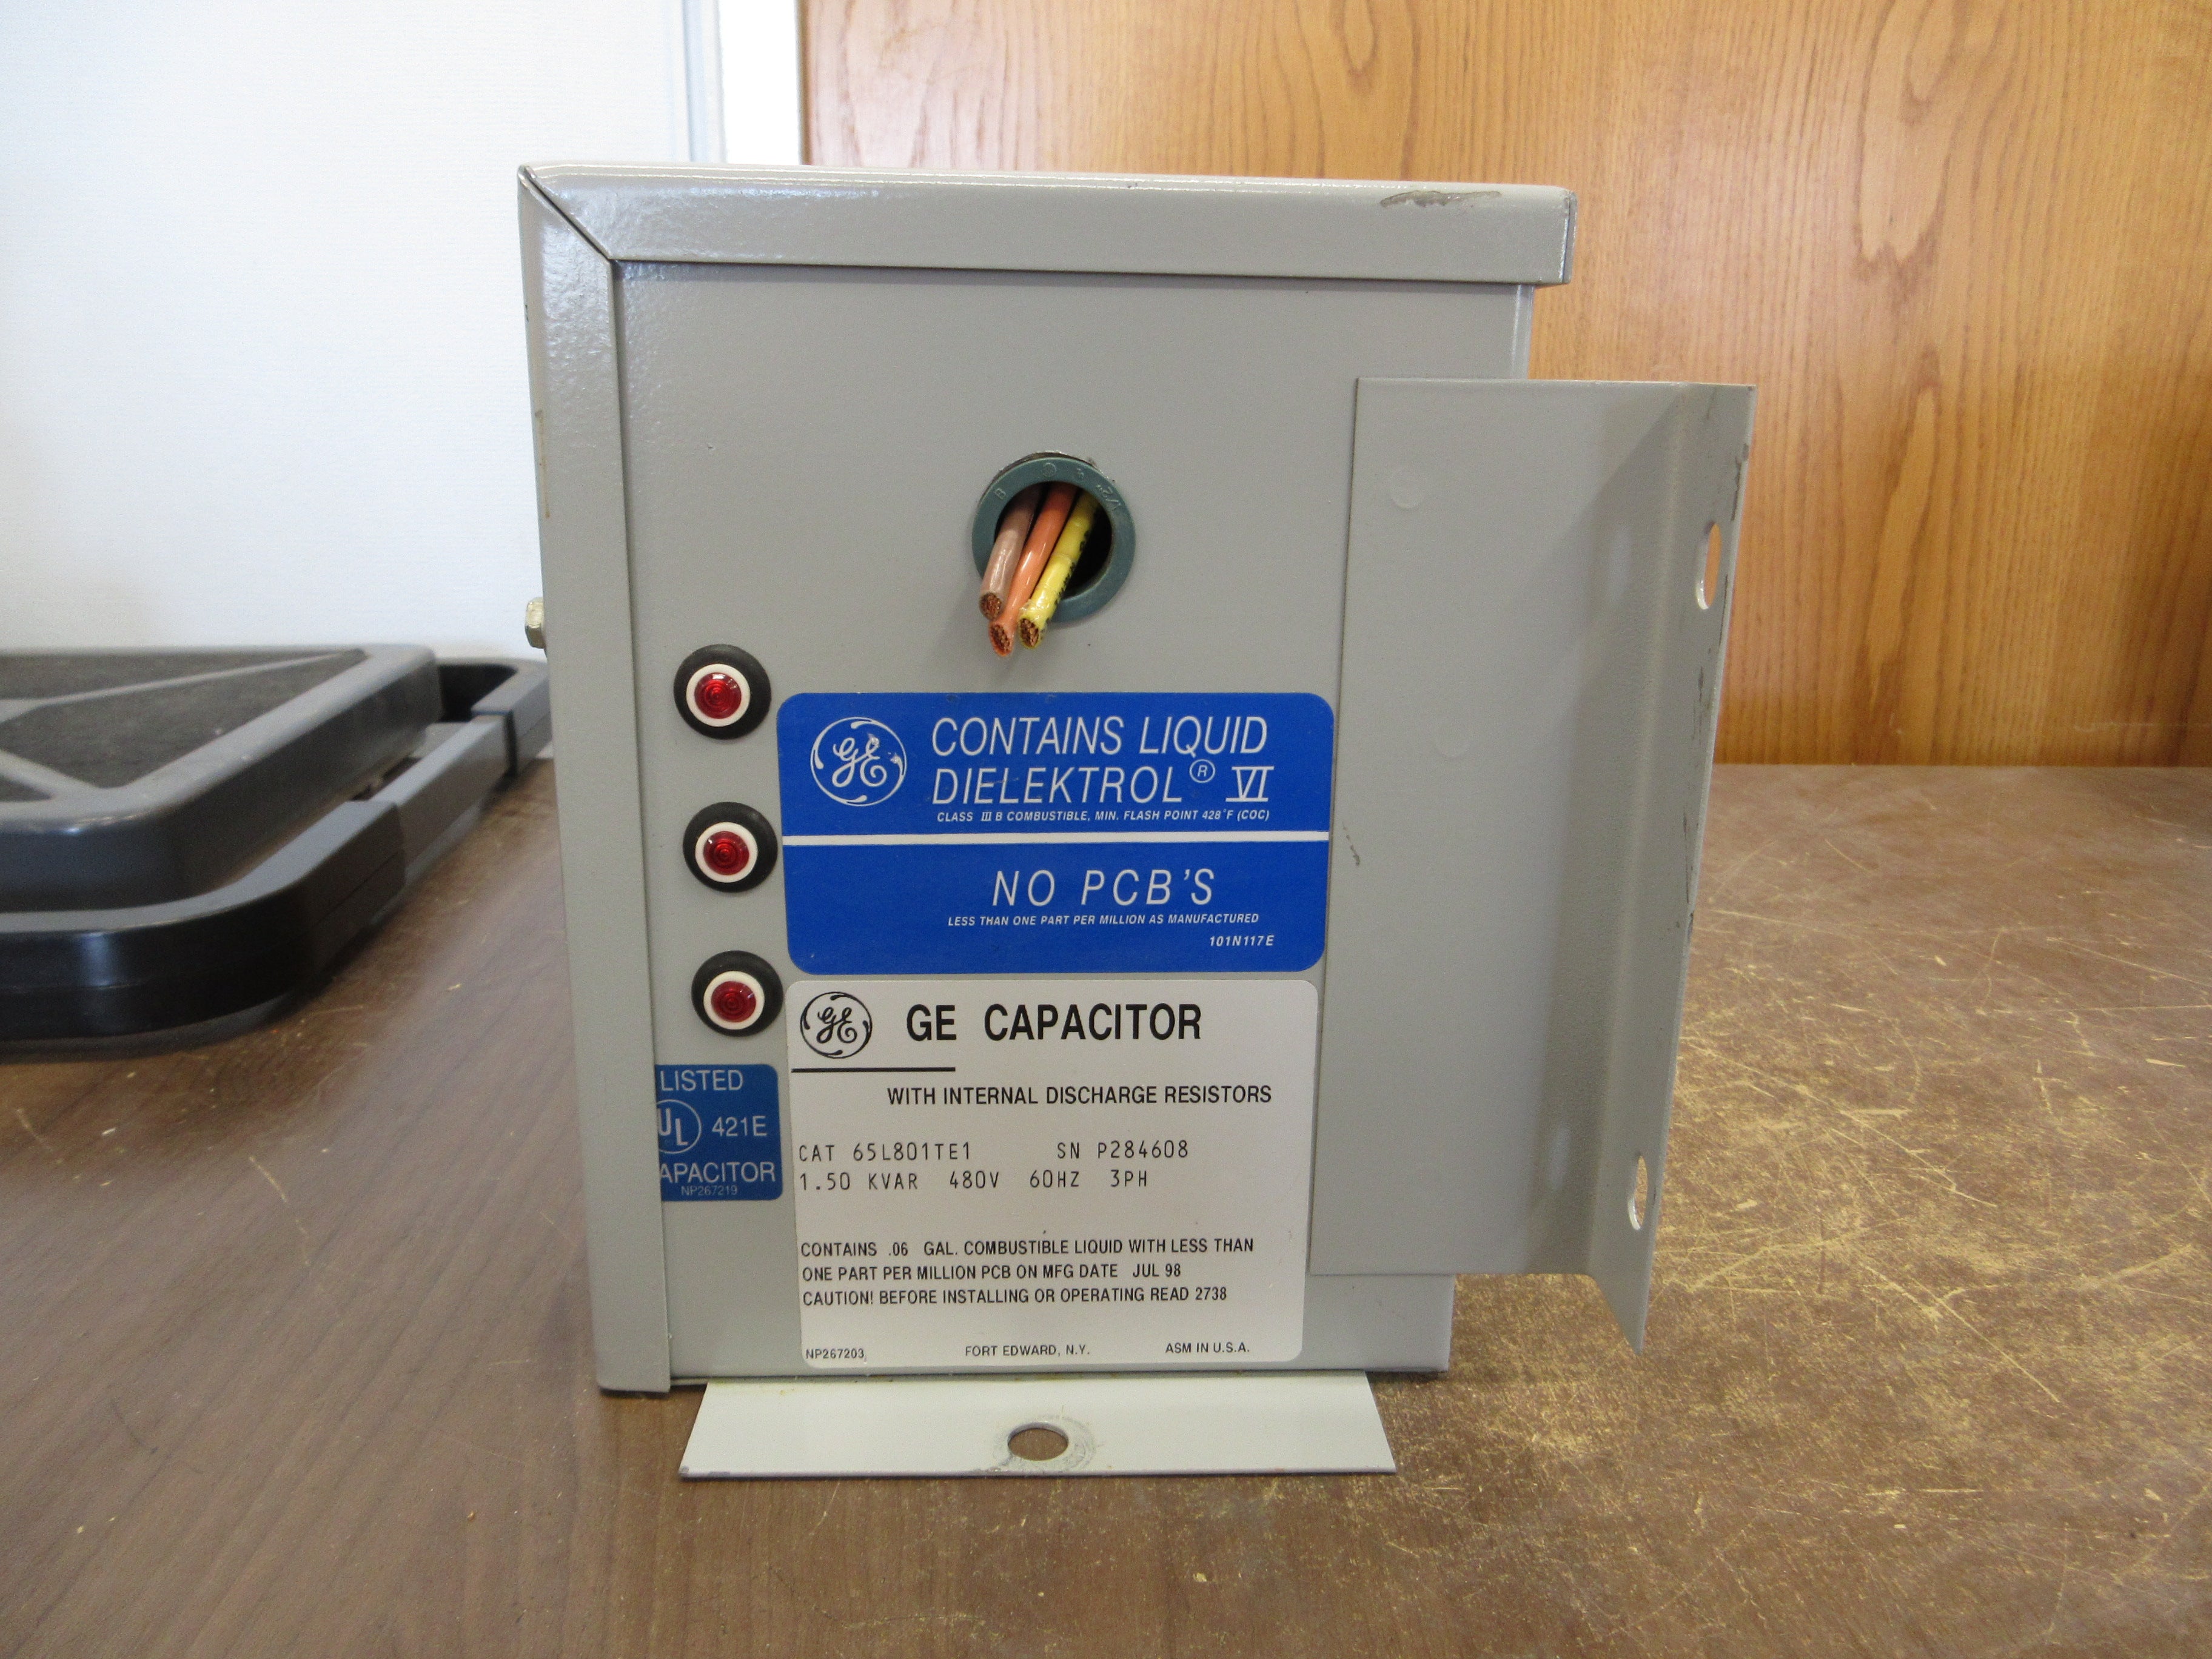 GE CONTAINS LIQUID
DIELEKTROL® VI
CLASS III B COMBUSTIBLE, MIN. FLASH POINT 428°F (COC)
NO PCB'S
LESS THAN ONE PART PER MILLION AS MANUFACTURED
101N117E
GE GE CAPACITOR
WITH INTERNAL DISCHARGE RESISTORS
CAT 65L801TE1 SN P284608
1.50 KVAR 480V 60HZ 3PH
CONTAINS .06 GAL. COMBUSTIBLE LIQUID WITH LESS THAN
ONE PART PER MILLION PCB ON MFG DATE JUL 98
CAUTION! BEFORE INSTALLING OR OPERATING READ 2738
NP267203 FORT EDWARD, N.Y. ASM IN U.S.A.
LISTED
UL 421E
APACITOR
NP267219